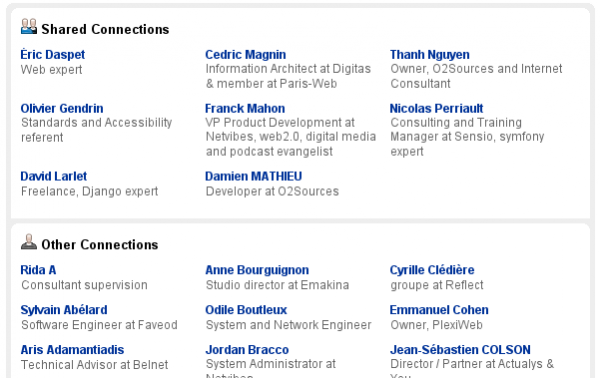 Shared Connections
Éric Daspet
Web expert
Cedric Magnin
Information Architect at Digitas
& member at Paris-Web
Thanh Nguyen
Owner, O2Sources and Internet
Consultant
Olivier Gendrin
Standards and Accessibility
referent
Franck Mahon
VP Product Development at
Netvibes, web2.0, digital media
and podcast evangelist
Nicolas Perriault
Consulting and Training
Manager at Sensio, symfony
expert
David Larlet
Freelance, Django expert
Damien MATHIEU
Developer at O2Sources
Other Connections
Rida A
Consultant supervision
Anne Bourguignon
Studio director at Emakina
Cyrille Clédière
groupe at Reflect
Sylvain Abélard
Software Engineer at Faveod
Odile Boutleux
System and Network Engineer
Emmanuel Cohen
Owner, PlexiWeb
Aris Adamantiadis
Technical Advisor at Belnet
Jordan Bracco
System Administrator at
Netvibes
Jean-Sébastien COLSON
Director / Partner at Actualys &
You